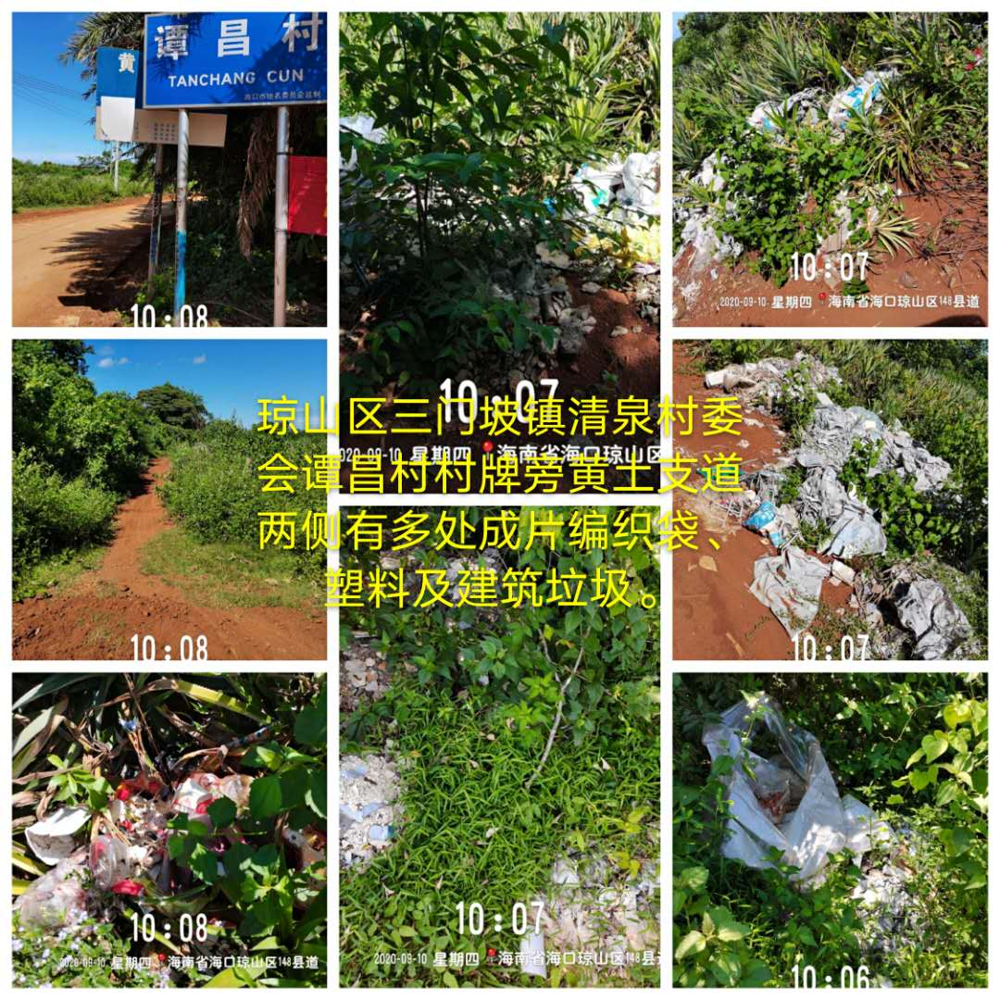 谭昌村
黄
TANCHANG CUN
海口市地名委员会监制
10:08
10:07
2020-09-10 星期四 海南省海口琼山区
10:07
2020-09-10 星期四 海南省海口琼山区148县道
10:08
10:07
琼山区三门坡镇清泉村委
会谭昌村村牌旁黄土支道
两侧有多处成片编织袋、
塑料及建筑垃圾。
10:08
2020-09-10 星期四 海南省海口琼山区148县道
10:07
2020-09-10 星期四 海南省海口琼山区148县道
10:06